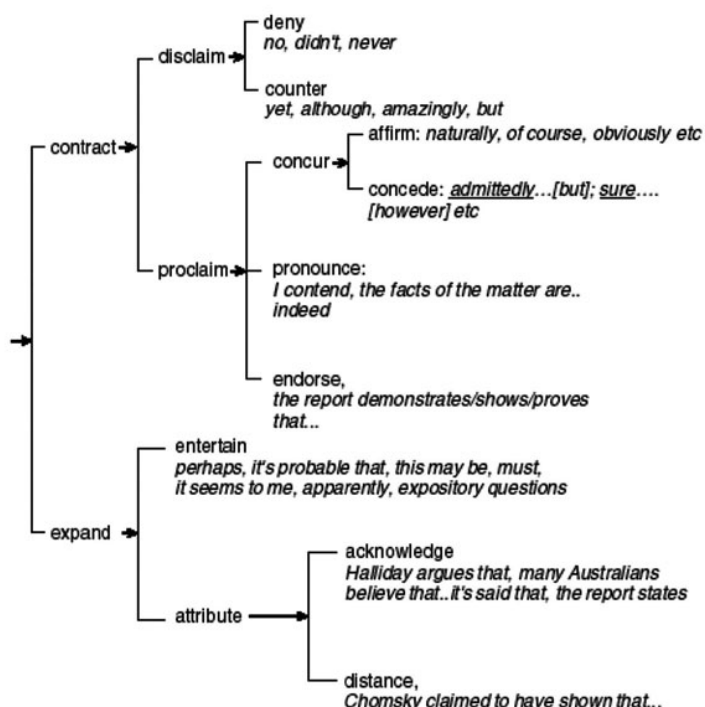 deny
no, didn't, never
disclaim
counter
yet, although, amazingly, but
affirm: naturally, of course, obviously etc
contract
concur
concede: admittedly...[but]; sure....
[however] etc
proclaim
pronounce:
I contend, the facts of the matter are..
indeed
endorse,
the report demonstrates/shows/proves
that...
entertain
perhaps, it's probable that, this may be, must,
it seems to me, apparently, expository questions
expand
acknowledge
Halliday argues that, many Australians
believe that..it's said that, the report states
attribute
distance,
Chomsky claimed to have shown that...